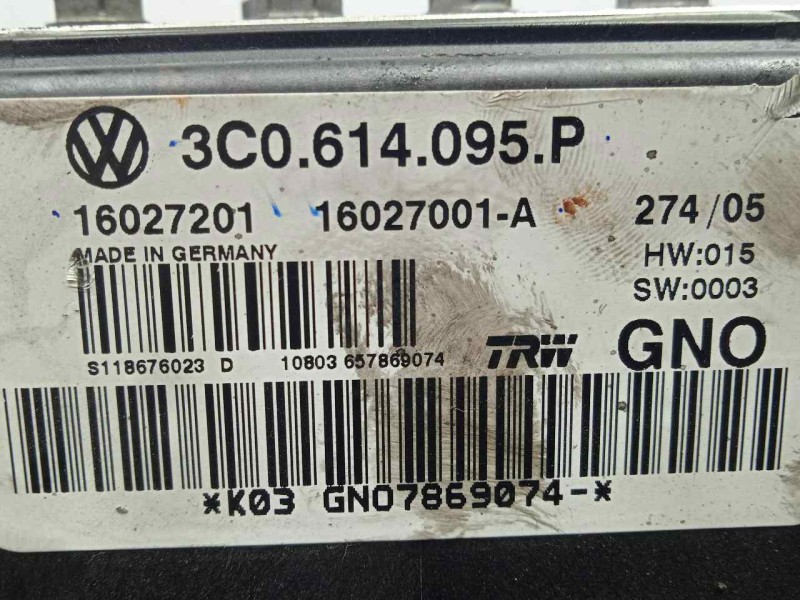 3C0.614.095.P
16027201 16027001-A 274/05
MADE IN GERMANY HW:015
SW:0003
S118676023 D 10803 657869074 TRW GNO
*K03 GNO7869074-*